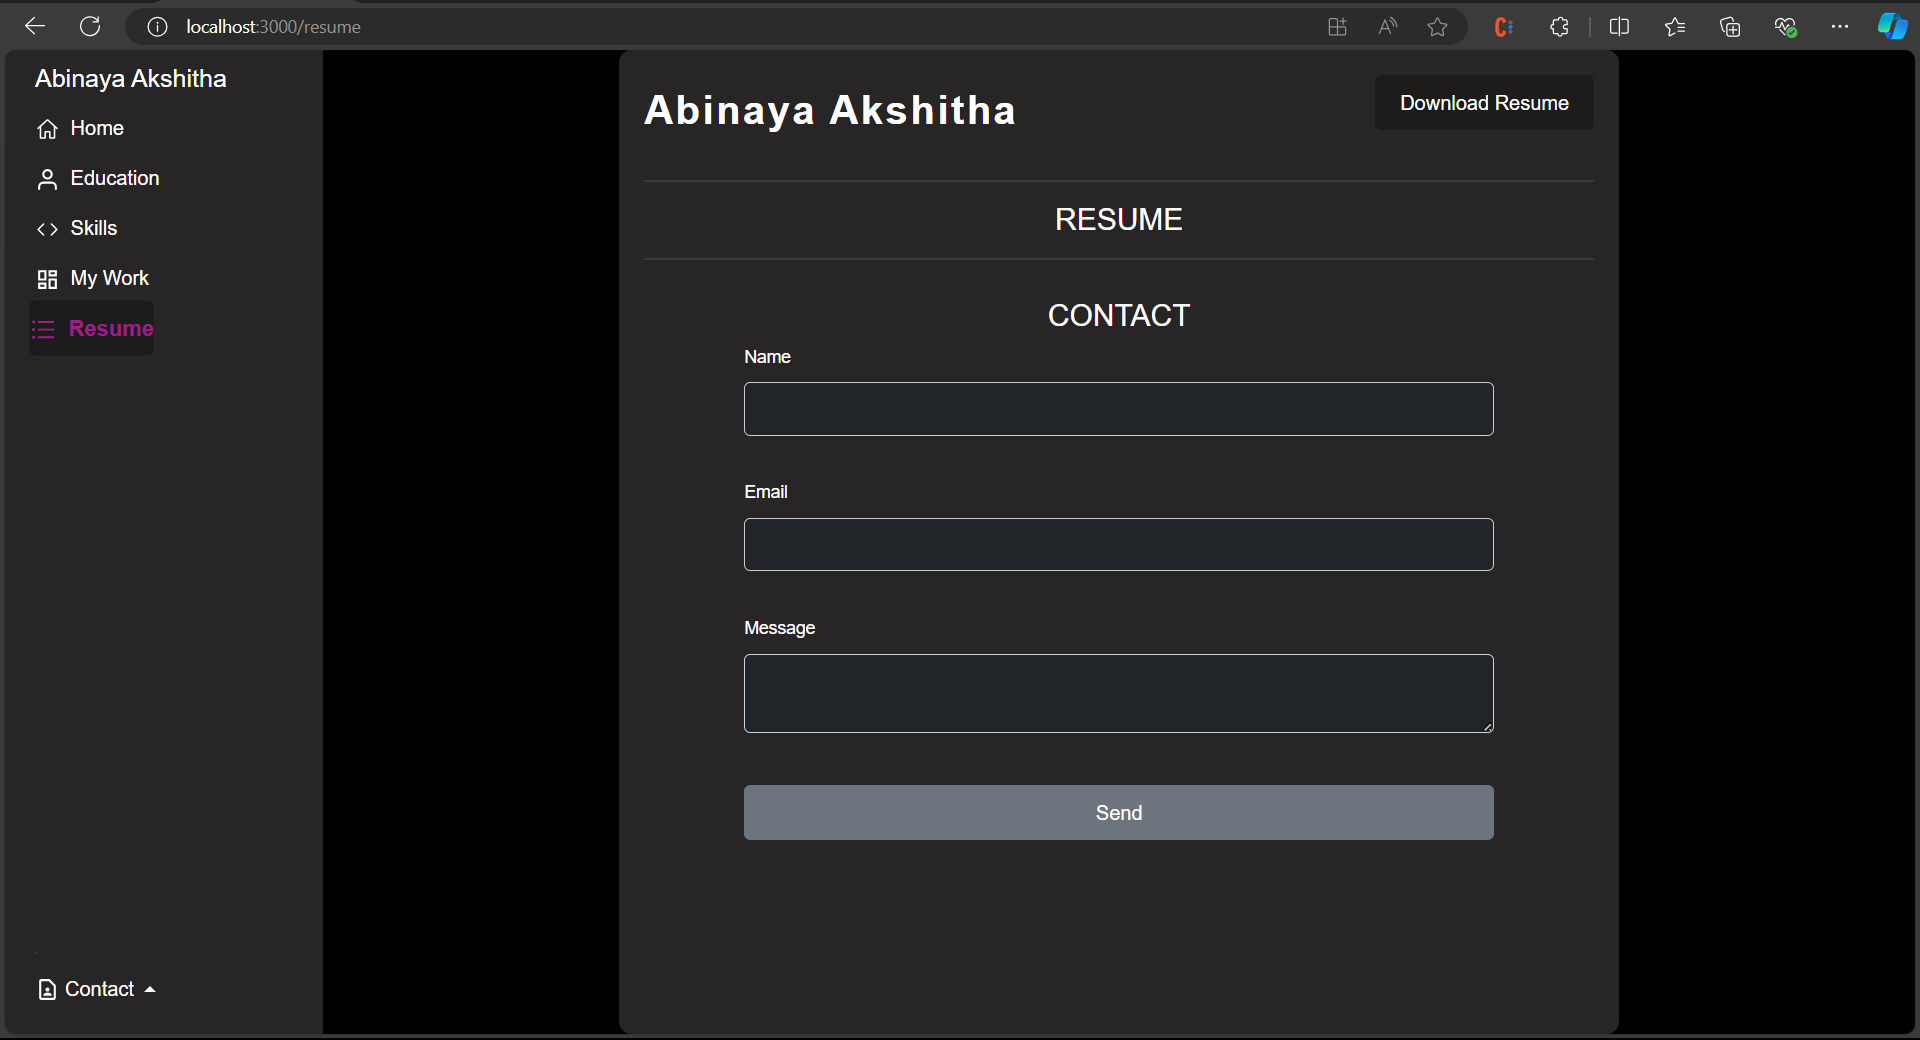 localhost:3000/resume
Abinaya Akshitha
Home
Education
Skills
My Work
Resume
Contact
Abinaya Akshitha
Download Resume
RESUME
CONTACT
Name
Email
Message
Send